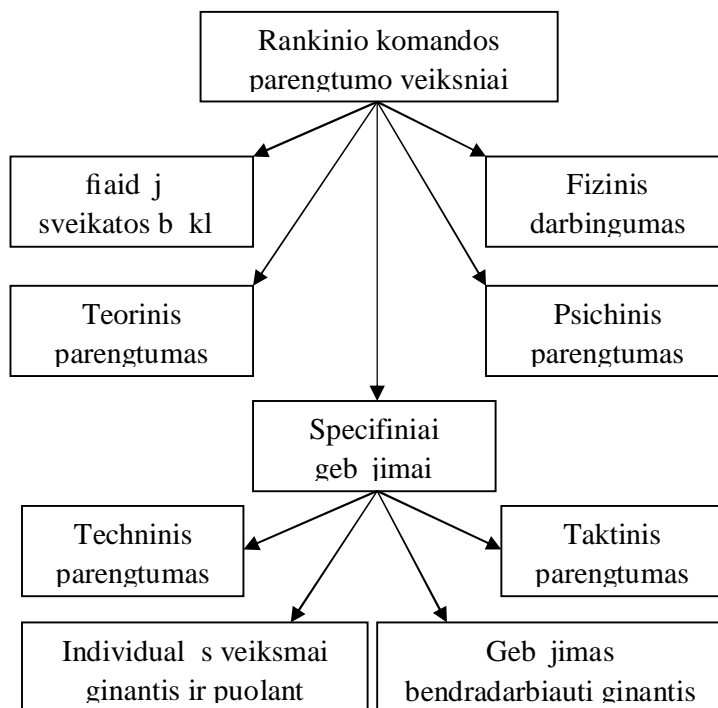 Rankinio komandos
parengtumo veiksniai
fiaid j
sveikatos b kl
Fizinis
darbingumas
Teorinis
parengtumas
Psichinis
parengtumas
Specifiniai
geb jimai
Techninis
parengtumas
Taktinis
parengtumas
Individual s veiksmai
ginantis ir puolant
Geb jimas
bendradarbiauti ginantis